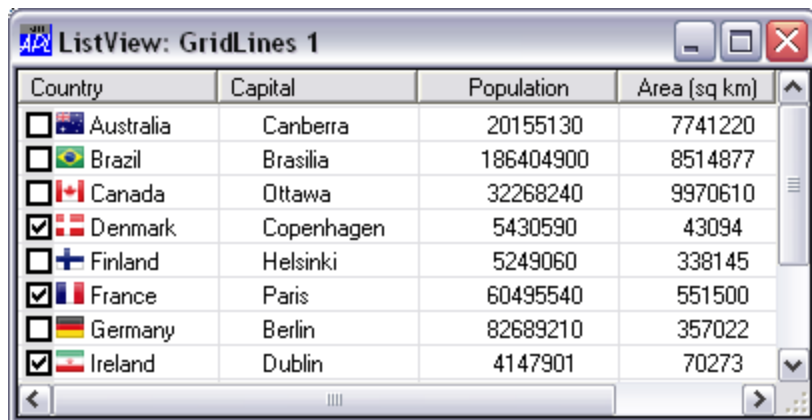 APL ListView: GridLines 1
Country Capital Population Area (sq km)
Australia Canberra 20155130 7741220
Brazil Brasilia 186404900 8514877
Canada Ottawa 32268240 9970610
Denmark Copenhagen 5430590 43094
Finland Helsinki 5249060 338145
France Paris 60495540 551500
Germany Berlin 82689210 357022
Ireland Dublin 4147901 70273